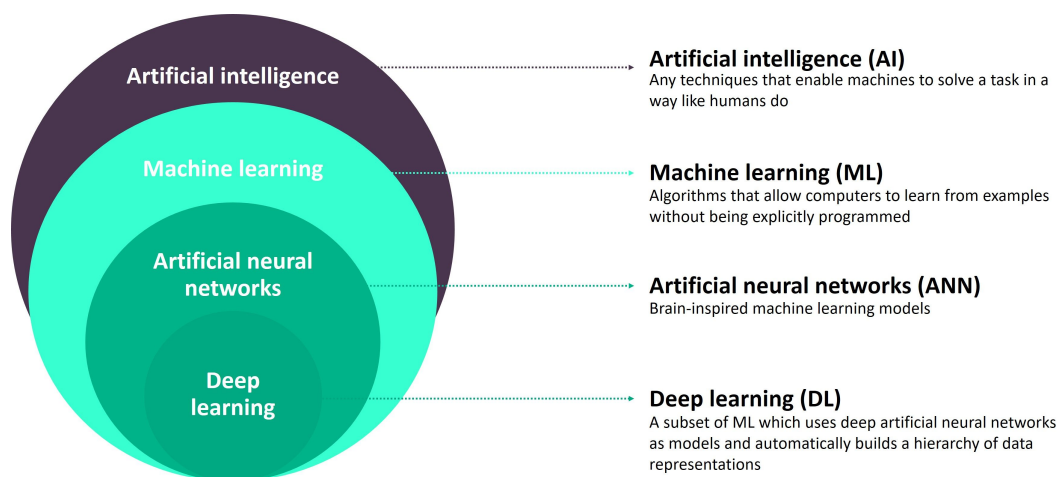 Artificial intelligence
Machine learning
Artificial neural
networks
Deep
learning
Artificial intelligence (AI)
Any techniques that enable machines to solve a task in a
way like humans do
Machine learning (ML)
Algorithms that allow computers to learn from examples
without being explicitly programmed
Artificial neural networks (ANN)
Brain-inspired machine learning models
Deep learning (DL)
A subset of ML which uses deep artificial neural networks
as models and automatically builds a hierarchy of data
representations